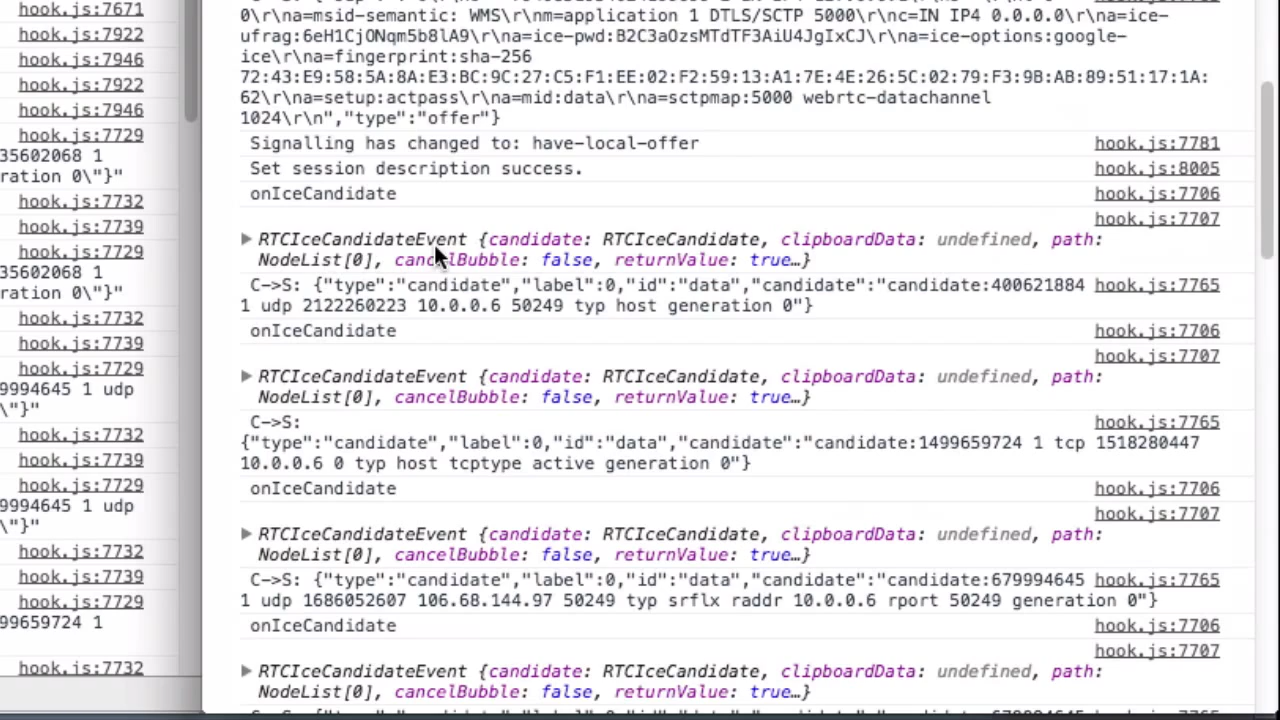 hook.js:7671
hook.js:7922
hook.js:7946
hook.js:7922
hook.js:7946
hook.js:7729
35602068 1
ration 0\"}"
hook.js:7732
hook.js:7739
hook.js:7729
35602068 1
ration 0\"}"
hook.js:7732
hook.js:7739
hook.js:7729
9994645 1 udp
\"}"
hook.js:7732
hook.js:7739
hook.js:7729
9994645 1 udp
\"}"
hook.js:7732
hook.js:7739
hook.js:7729
99659724 1
hook.js:7732
0\r\na=msid-semantic: WMS\r\nm=application 1 DTLS/SCTP 5000\r\nc=IN IP4 0.0.0.0\r\na=ice-
ufrag:6eH1CjONqm5b8lA9\r\na=ice-pwd:B2C3aOzsMTdTF3AiU4JgIxCJ\r\na=ice-options:google-
ice\r\na=fingerprint:sha-256
72:43:E9:58:5A:8A:E3:BC:9C:27:C5:F1:EE:02:F2:59:13:A1:7E:4E:26:5C:02:79:F3:9B:AB:89:51:17:1A:
62\r\na=setup:actpass\r\na=mid:data\r\na=sctpmap:5000 webrtc-datachannel
1024\r\n","type":"offer"}
Signalling has changed to: have-local-offer hook.js:7781
Set session description success. hook.js:8005
onIceCandidate hook.js:7706
hook.js:7707
RTCIceCandidateEvent {candidate: RTCIceCandidate, clipboardData: undefined, path:
NodeList[0], cancelBubble: false, returnValue: true…}
C->S: {"type":"candidate","label":0,"id":"data","candidate":"candidate:400621884 hook.js:7765
1 udp 2122260223 10.0.0.6 50249 typ host generation 0"}
onIceCandidate hook.js:7706
hook.js:7707
RTCIceCandidateEvent {candidate: RTCIceCandidate, clipboardData: undefined, path:
NodeList[0], cancelBubble: false, returnValue: true…}
C->S: hook.js:7765
{"type":"candidate","label":0,"id":"data","candidate":"candidate:1499659724 1 tcp 1518280447
10.0.0.6 0 typ host tcptype active generation 0"}
onIceCandidate hook.js:7706
hook.js:7707
RTCIceCandidateEvent {candidate: RTCIceCandidate, clipboardData: undefined, path:
NodeList[0], cancelBubble: false, returnValue: true…}
C->S: {"type":"candidate","label":0,"id":"data","candidate":"candidate:679994645 hook.js:7765
1 udp 1686052607 106.68.144.97 50249 typ srflx raddr 10.0.0.6 rport 50249 generation 0"}
onIceCandidate hook.js:7706
hook.js:7707
RTCIceCandidateEvent {candidate: RTCIceCandidate, clipboardData: undefined, path:
NodeList[0], cancelBubble: false, returnValue: true…}